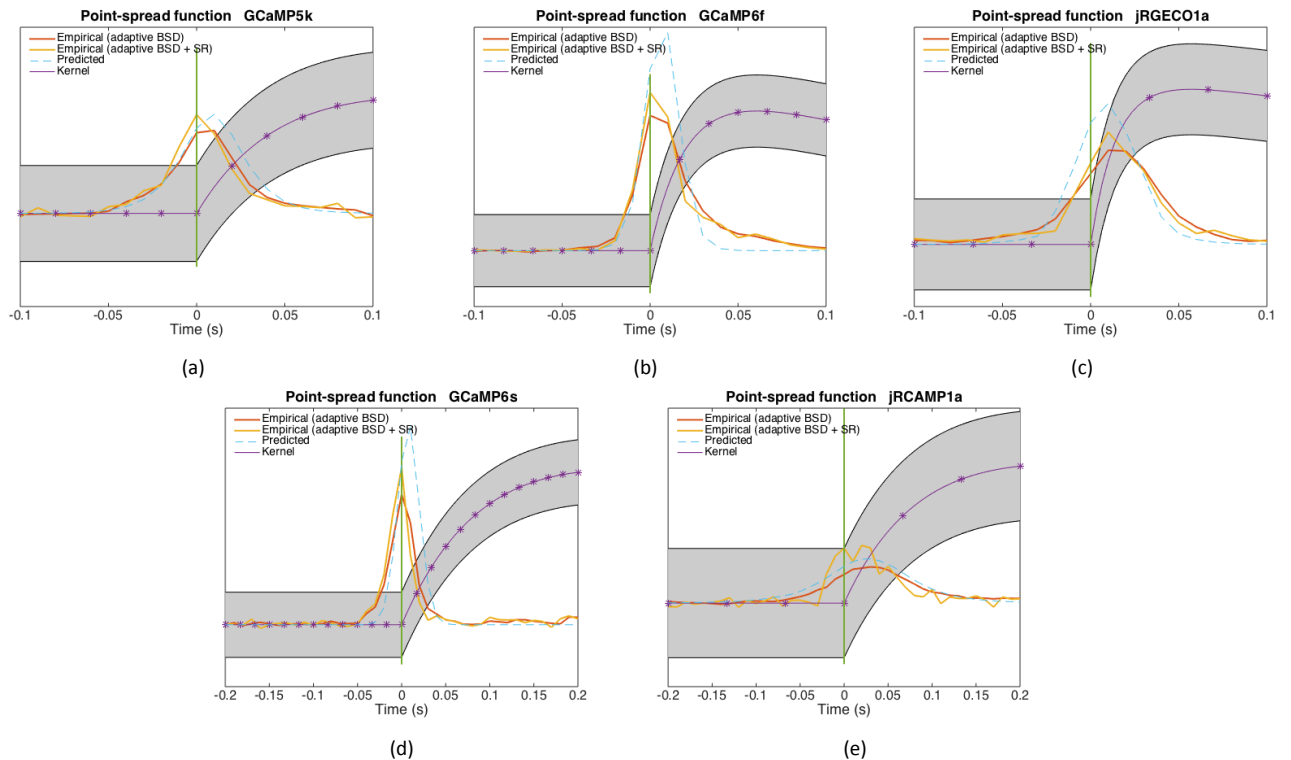 Point-spread function GCaMP5k
Empirical (adaptive BSD)
Empirical (adaptive BSD + SR)
Predicted
Kernel
-0.1 -0.05 0 0.05 0.1
Time (s)
(a)
Point-spread function GCaMP6f
Empirical (adaptive BSD)
Empirical (adaptive BSD + SR)
Predicted
Kernel
-0.1 -0.05 0 0.05 0.1
Time (s)
(b)
Point-spread function jRGECO1a
Empirical (adaptive BSD)
Empirical (adaptive BSD + SR)
Predicted
Kernel
-0.1 -0.05 0 0.05 0.1
Time (s)
(c)
Point-spread function GCaMP6s
Empirical (adaptive BSD)
Empirical (adaptive BSD + SR)
Predicted
Kernel
-0.2 -0.15 -0.1 -0.05 0 0.05 0.1 0.15 0.2
Time (s)
(d)
Point-spread function jRCAMP1a
Empirical (adaptive BSD)
Empirical (adaptive BSD + SR)
Predicted
Kernel
-0.2 -0.15 -0.1 -0.05 0 0.05 0.1 0.15 0.2
Time (s)
(e)